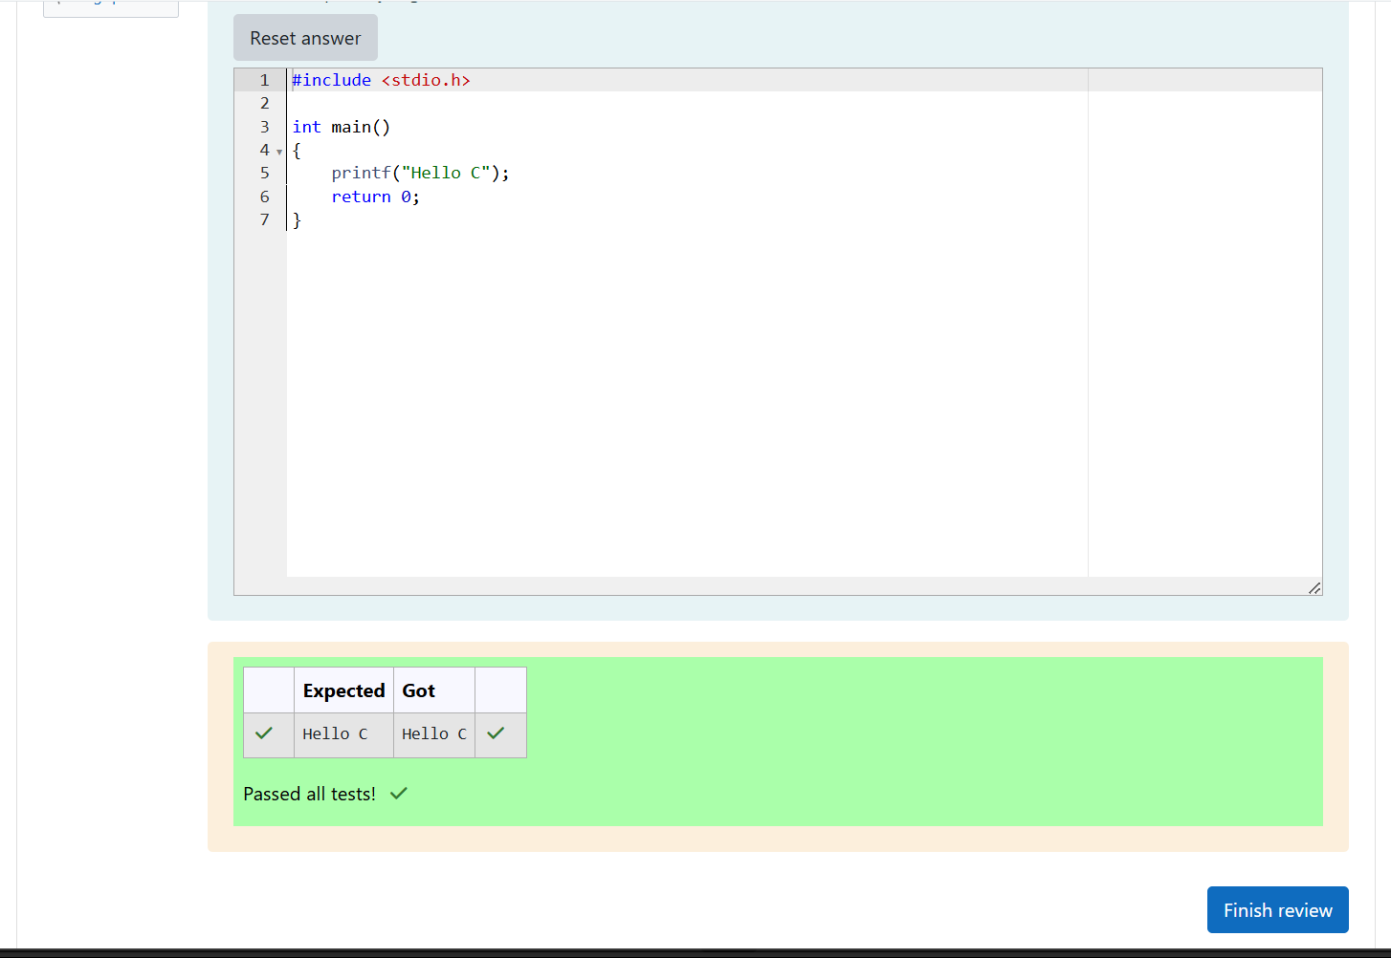 Reset answer
1 #include <stdio.h>
2
3 int main()
4 {
5 printf("Hello C");
6 return 0;
7 }
Expected Got
Hello C Hello C
Passed all tests!
Finish review